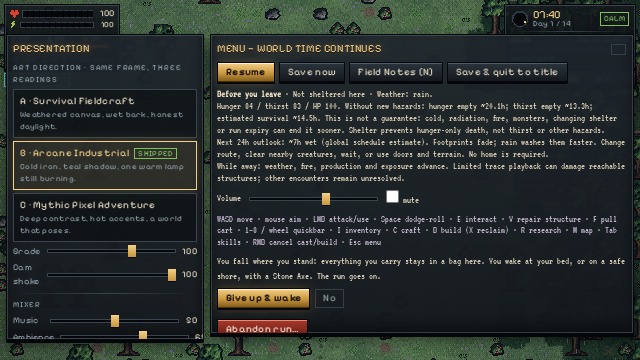 100
100
07:40
Day 1 / 14
CALM
PRESENTATION
ART DIRECTION · SAME FRAME, THREE READINGS
A · Survival Fieldcraft
Weathered canvas, wet bark, honest daylight.
B · Arcane Industrial SHIPPED
Cold iron, teal shadow, one warm lamp still burning.
C · Mythic Pixel Adventure
Deep contrast, hot accents, a world that poses.
Grade 100
Cam shake 100
MIXER
Music 80
Ambience
MENU — WORLD TIME CONTINUES
Resume
Save now
Field Notes (N)
Save & quit to title
Before you leave · Not sheltered here · Weather: rain.
Hunger 84 / thirst 83 / HP 100. Without new hazards: hunger empty ~20.1h; thirst empty ~13.3h;
estimated survival ~14.5h. This is not a guarantee: cold, radiation, fire, monsters, changing shelter
or run expiry can end it sooner. Shelter prevents hunger-only death, not thirst or other hazards.
Next 24h outlook: ~7h wet (global schedule estimate). Footprints fade; rain washes them faster. Change
route, clear nearby creatures, wait, or use doors and terrain. No home is required.
While away: weather, fire, production and exposure advance. Limited trace playback can damage reachable
structures; other encounters remain unresolved.
Volume
mute
WASD move · mouse aim · LMB attack/use · Space dodge-roll · E interact · V repair structure · F pull
cart · 1-0 / wheel quickbar · I inventory · C craft · B build (X reclaim) · R research · M map · Tab
skills · RMB cancel cast/build · Esc menu
You fall where you stand: everything you carry stays in a bag here. You wake at your bed, or on a safe
shore, with a Stone Axe. The run goes on.
Give up & wake
No
Abandon run…